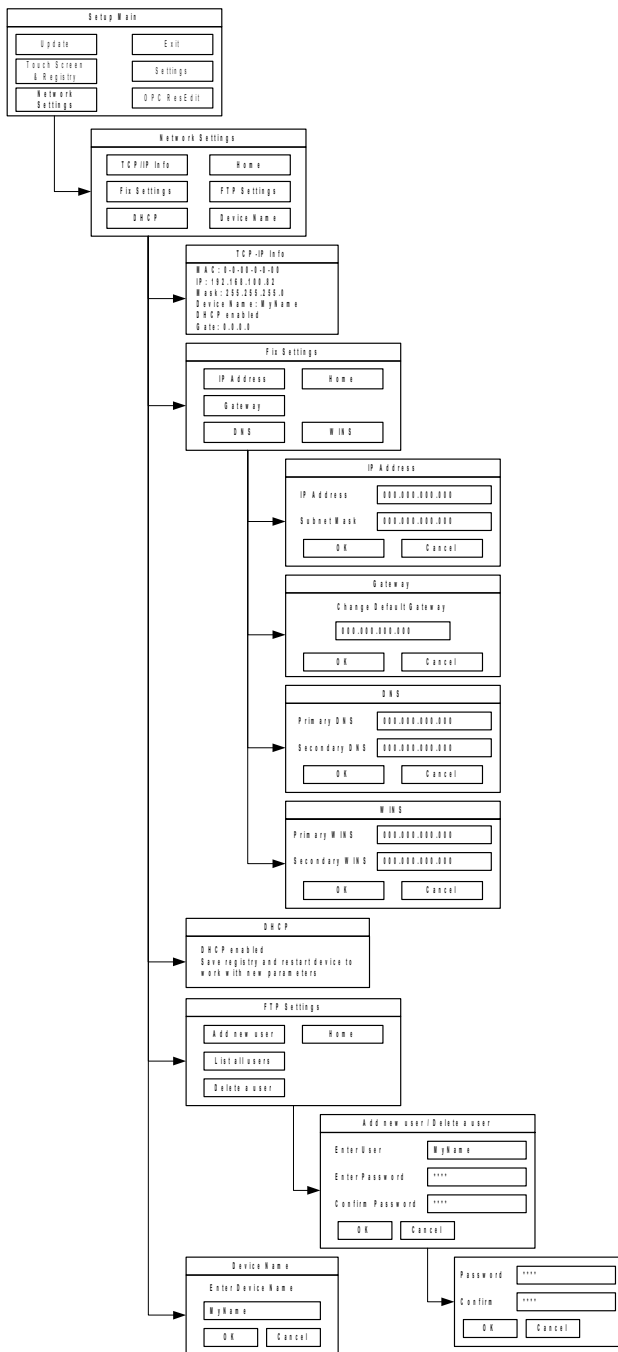 Setup Main
Update
Exit
Touch Screen
& Registry
Settings
Network
Settings
OPC ResEdit
Network Settings
TCP/IP Info
Home
Fix Settings
FTP Settings
DHCP
Device Name
TCP-IP Info
MAC: 0-0-00-0-0-00
IP: 192.168.100.82
Mask: 255.255.255.0
Device Name: MyName
DHCP enabled
Gate: 0.0.0.0
Fix Settings
IP Address
Home
Gateway
DNS
WINS
IP Address
IP Address
000.000.000.000
Subnet Mask
000.000.000.000
OK
Cancel
Gateway
Change Default Gateway
000.000.000.000
OK
Cancel
DNS
Primary DNS
000.000.000.000
Secondary DNS
000.000.000.000
OK
Cancel
WINS
Primary WINS
000.000.000.000
Secondary WINS
000.000.000.000
OK
Cancel
DHCP
DHCP enabled
Save registry and restart device to
work with new parameters
FTP Settings
Add new user
Home
List all users
Delete a user
Add new user / Delete a user
Enter User
MyName
Enter Password
****
Confirm Password
****
OK
Cancel
Device Name
Enter Device Name
MyName
OK
Cancel
Password
****
Confirm
****
OK
Cancel